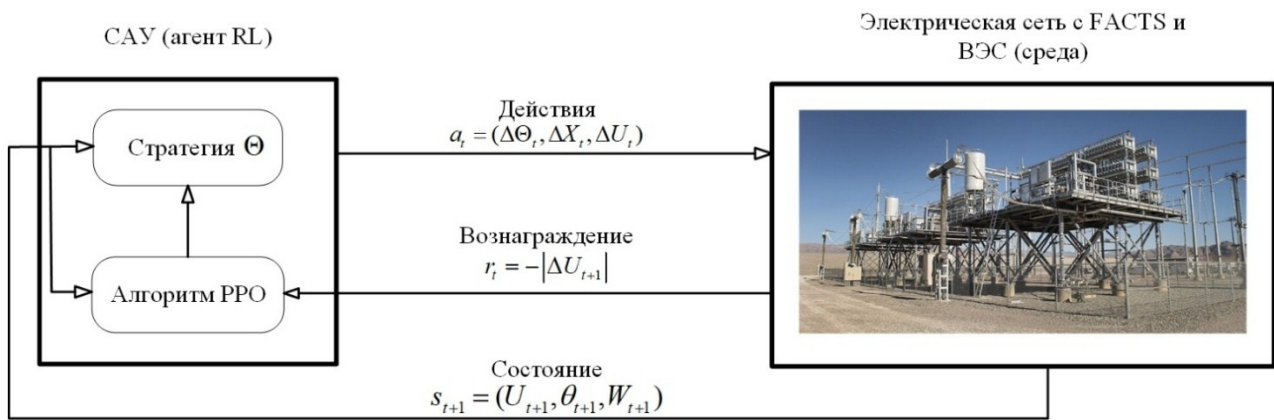 САУ (агент RL)
Электрическая сеть с FACTS и
ВЭС (среда)
Стратегия Θ
Алгоритм PPO
Действия
a_t = (ΔΘ_t, ΔX_t, ΔU_t)
Вознаграждение
r_t = -|ΔU_{t+1}|
Состояние
s_{t+1} = (U_{t+1}, θ_{t+1}, W_{t+1})